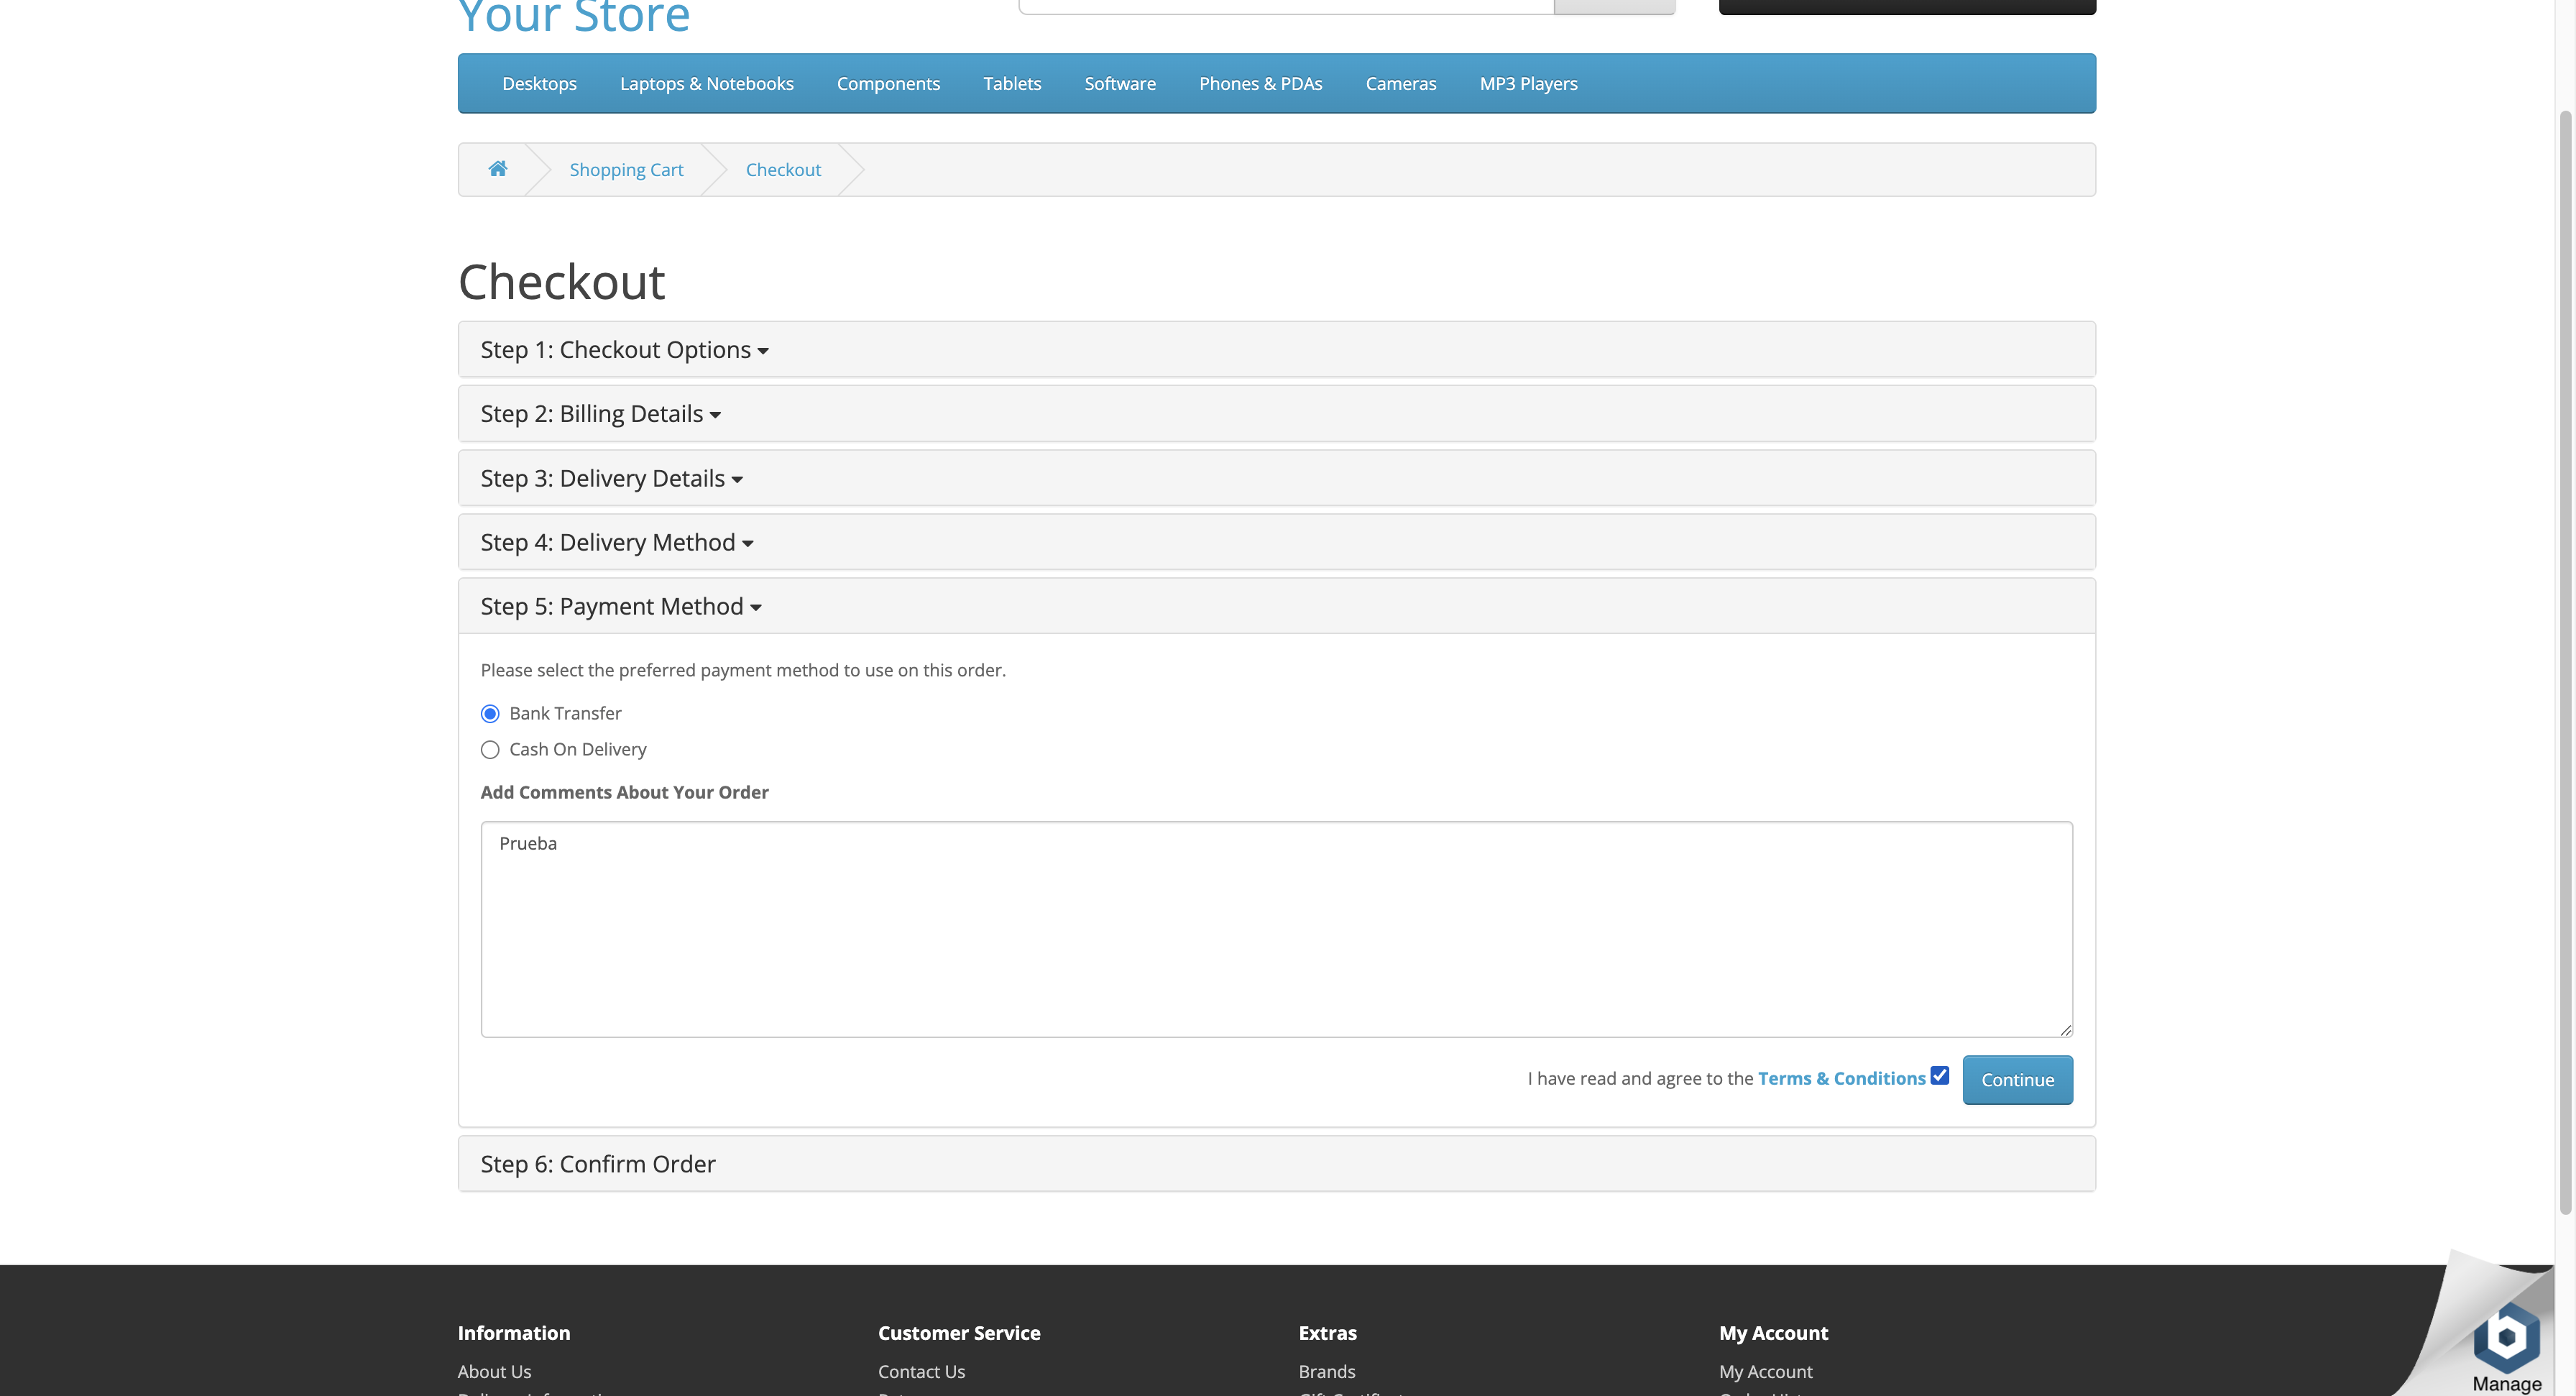 Your Store
Desktops Laptops & Notebooks Components Tablets Software Phones & PDAs Cameras MP3 Players
Shopping Cart Checkout
Checkout
Step 1: Checkout Options
Step 2: Billing Details
Step 3: Delivery Details
Step 4: Delivery Method
Step 5: Payment Method
Please select the preferred payment method to use on this order.
Bank Transfer
Cash On Delivery
Add Comments About Your Order
Prueba
I have read and agree to the Terms & Conditions Continue
Step 6: Confirm Order
Information Customer Service Extras My Account
About Us Contact Us Brands My Account
Manage